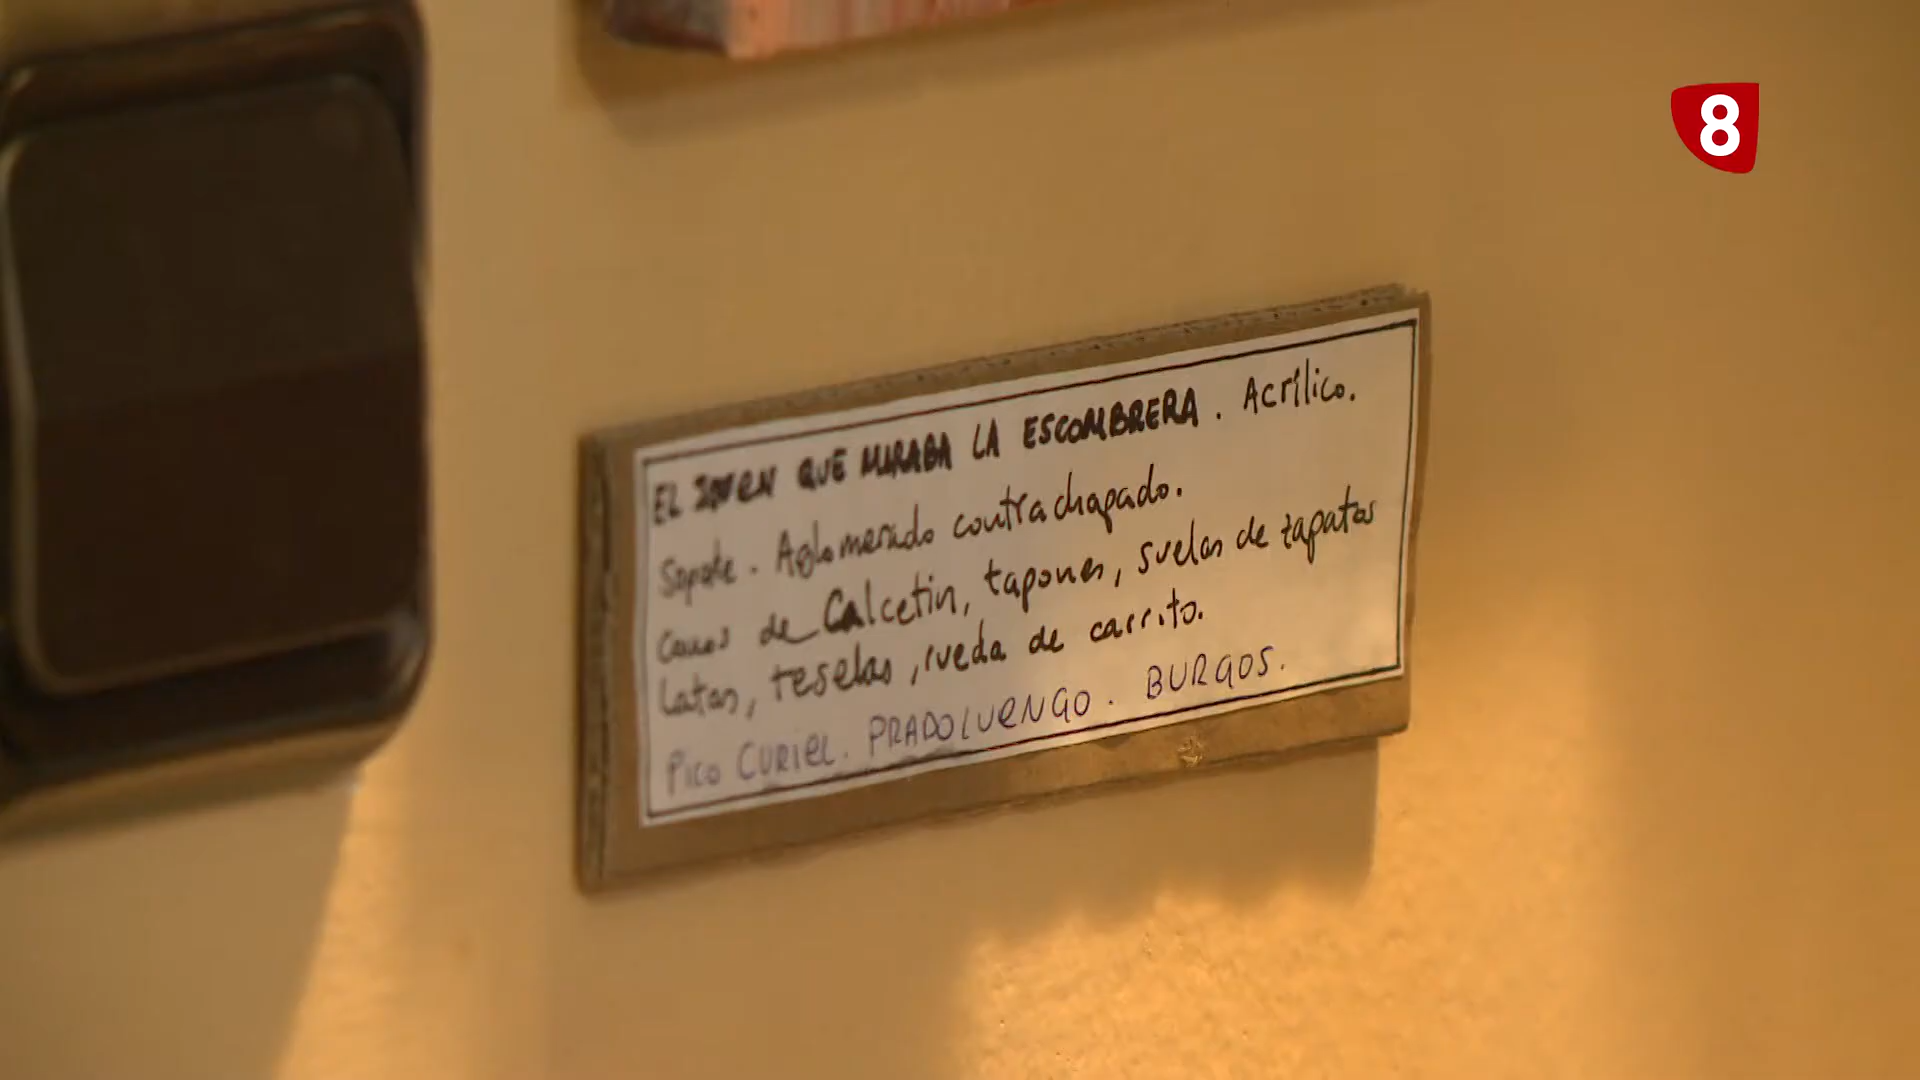 8
EL JOVEN QUE MIRABA LA ESCOMBRERA. Acrílico.
Soporte. Aglomerado contrachapado.
Conos de Calcetin, tapones, suelas de zapatos
Latas, teselas, rueda de carrito.
Pico CURIEL. PRADOLUENGO. BURGOS.